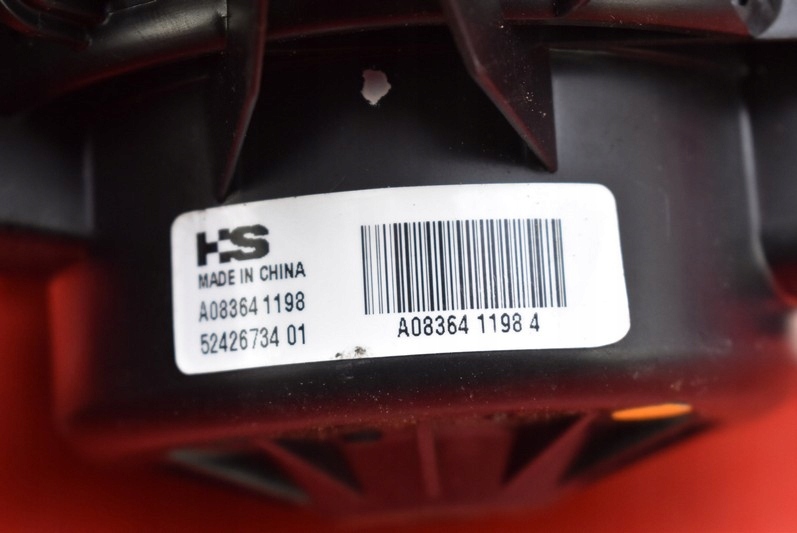 HS
MADE IN CHINA
A08364 1198
52426734 01
A08364 1198 4